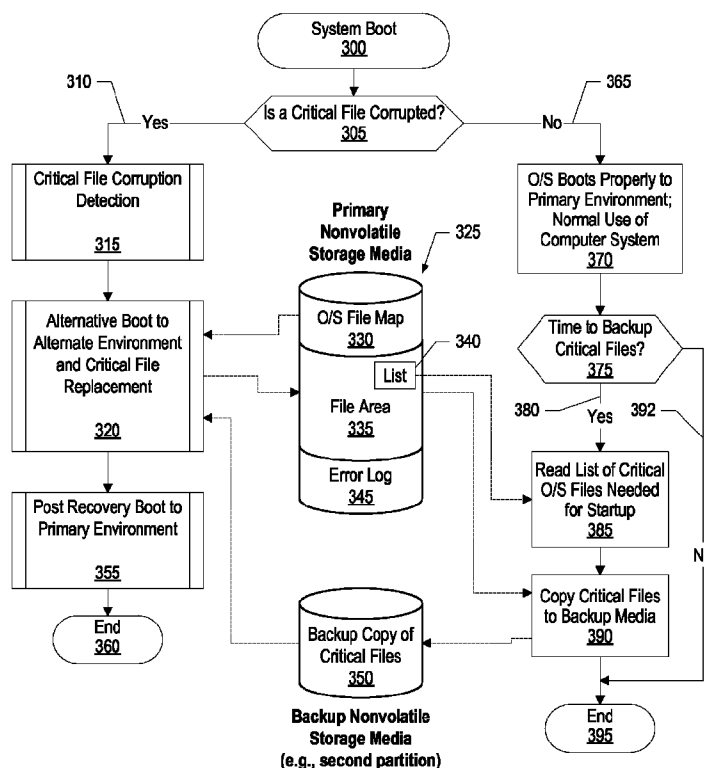 System Boot
300
310
365
Is a Critical File Corrupted?
305
Yes
No
Critical File Corruption
Detection
315
O/S Boots Properly to
Primary Environment;
Normal Use of
Computer System
370
Primary
Nonvolatile
Storage Media
325
Alternative Boot to
Alternate Environment
and Critical File
Replacement
320
O/S File Map
330
340
List
File Area
335
Error Log
345
Time to Backup
Critical Files?
375
380
Yes
392
Read List of Critical
O/S Files Needed
for Startup
385
N
Post Recovery Boot to
Primary Environment
355
End
360
Backup Copy of
Critical Files
350
Copy Critical Files
to Backup Media
390
End
395
Backup Nonvolatile
Storage Media
(e.g., second partition)